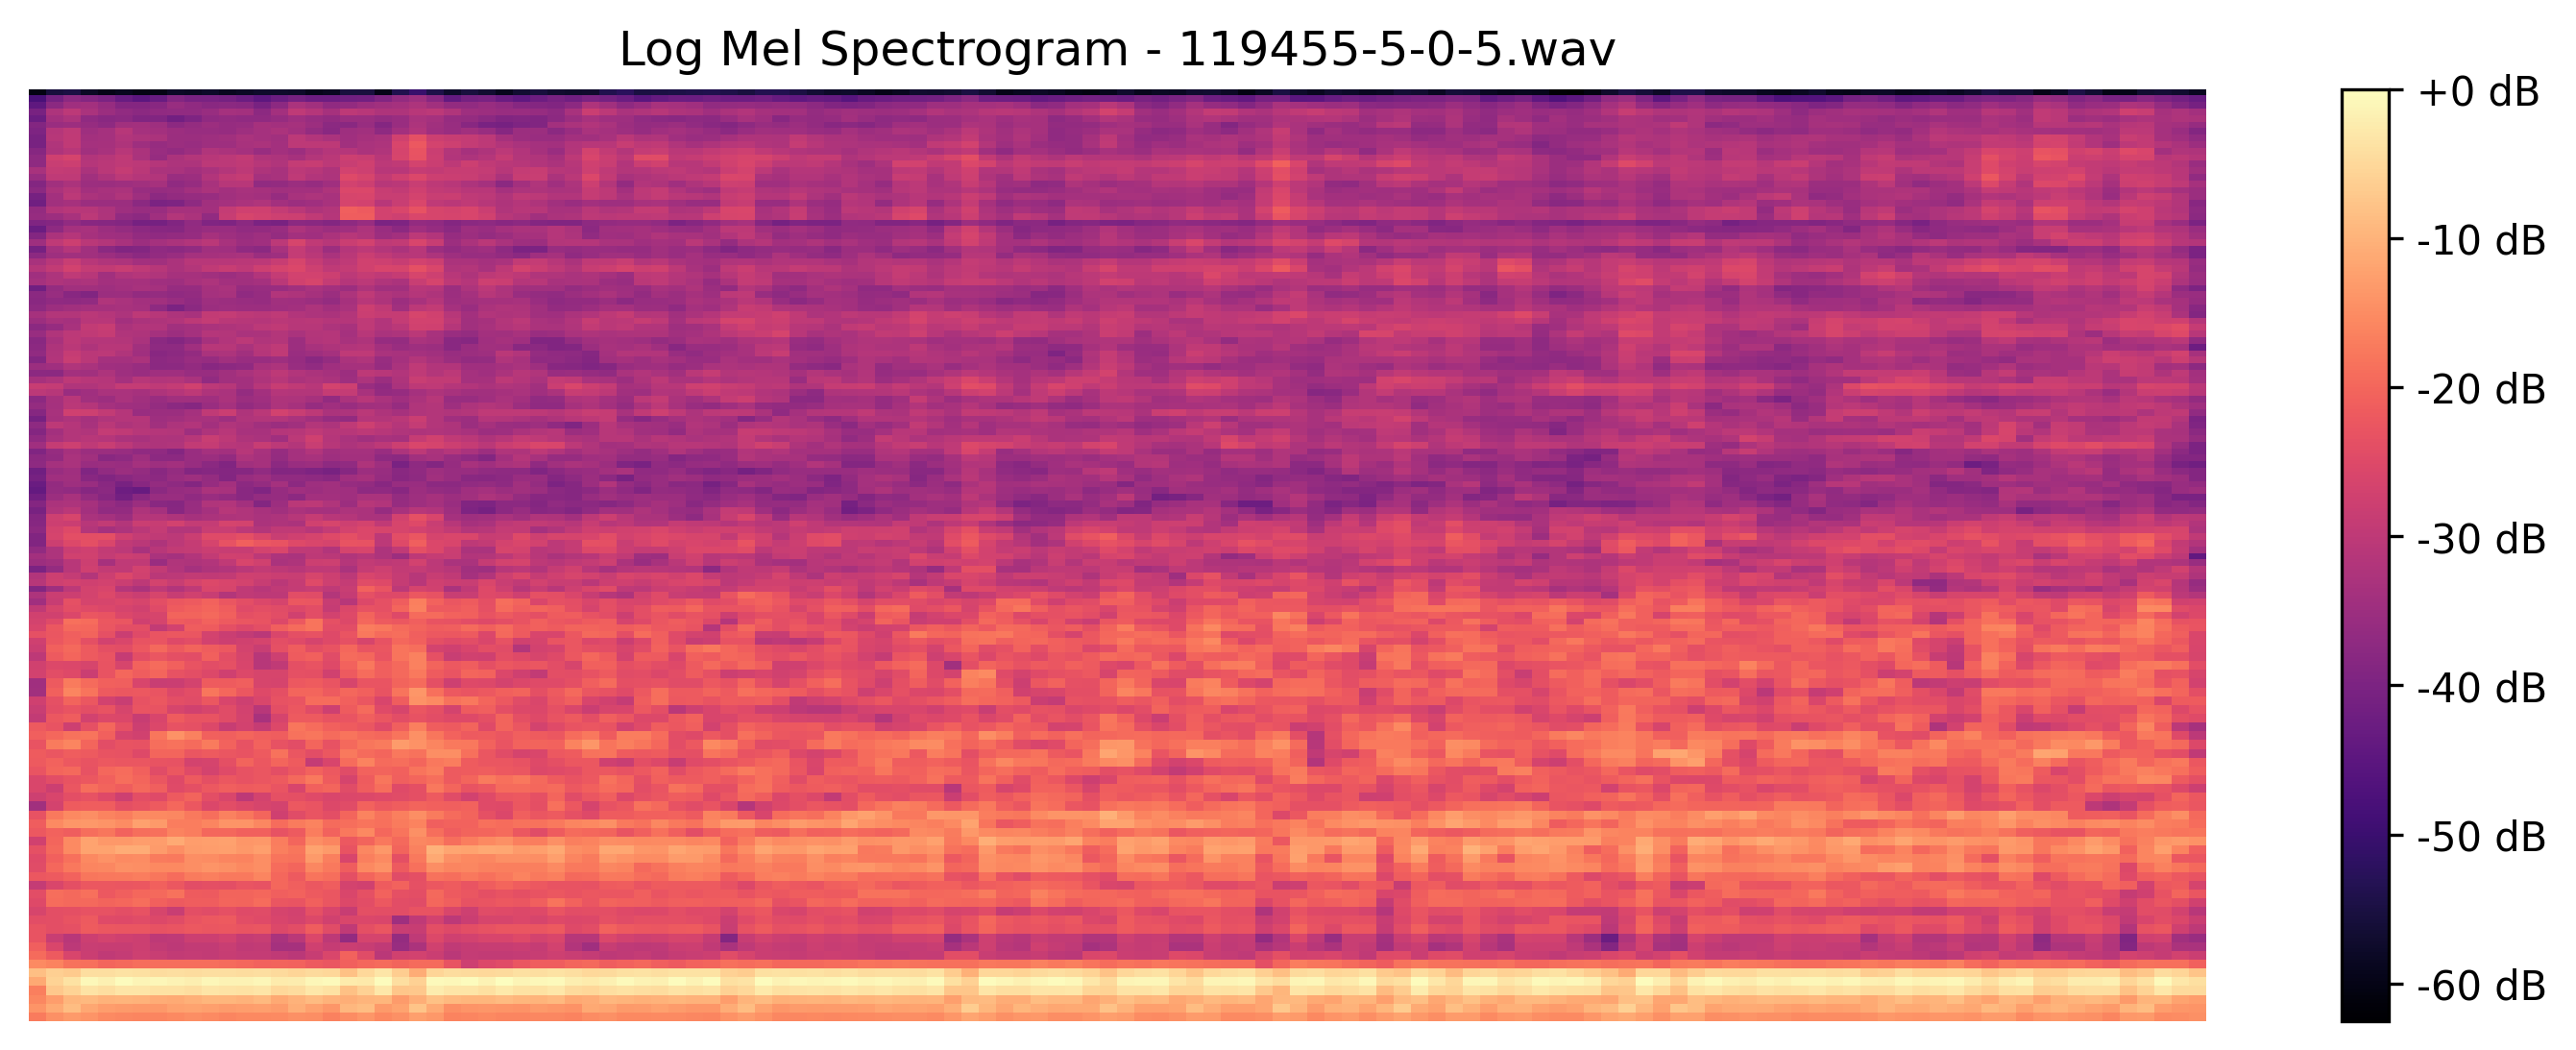 Log Mel Spectrogram - 119455-5-0-5.wav
+0 dB
-10 dB
-20 dB
-30 dB
-40 dB
-50 dB
-60 dB